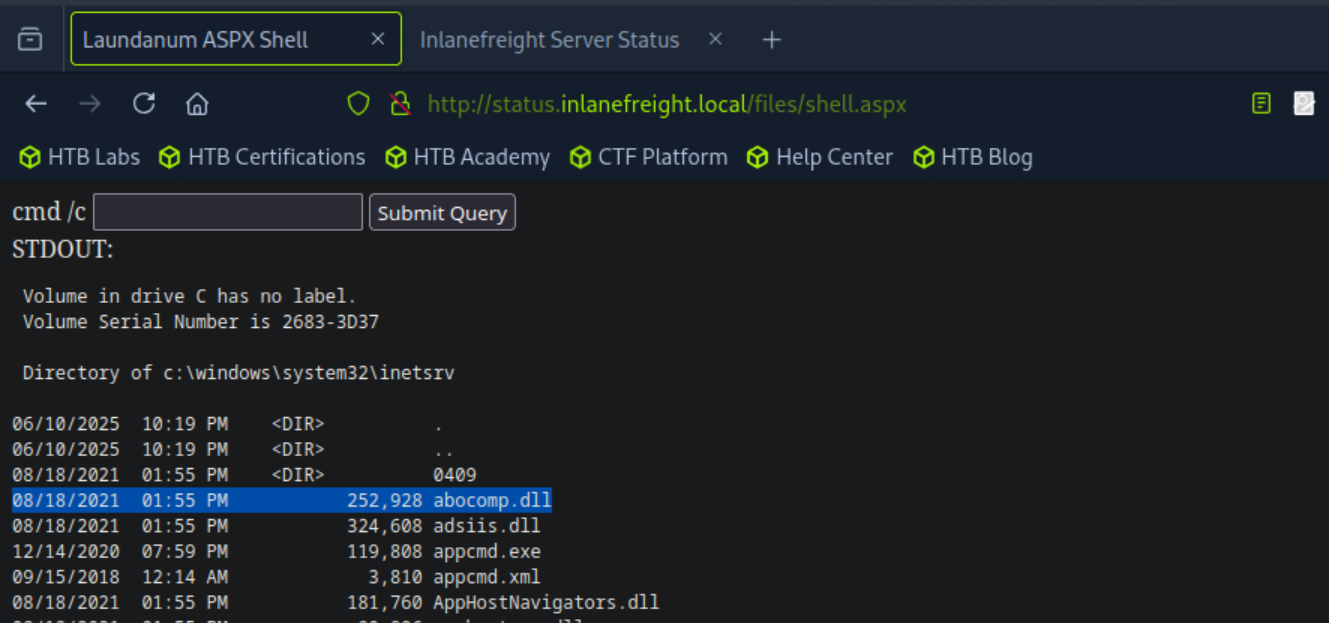 Laundanum ASPX Shell × Inlanefreight Server Status × +
http://status.inlanefreight.local/files/shell.aspx
HTB Labs HTB Certifications HTB Academy CTF Platform Help Center HTB Blog
cmd /c Submit Query
STDOUT:
Volume in drive C has no label.
Volume Serial Number is 2683-3D37
Directory of c:\windows\system32\inetsrv
06/10/2025 10:19 PM <DIR> .
06/10/2025 10:19 PM <DIR> ..
08/18/2021 01:55 PM <DIR> 0409
08/18/2021 01:55 PM 252,928 abocomp.dll
08/18/2021 01:55 PM 324,608 adsiis.dll
12/14/2020 07:59 PM 119,808 appcmd.exe
09/15/2018 12:14 AM 3,810 appcmd.xml
08/18/2021 01:55 PM 181,760 AppHostNavigators.dll